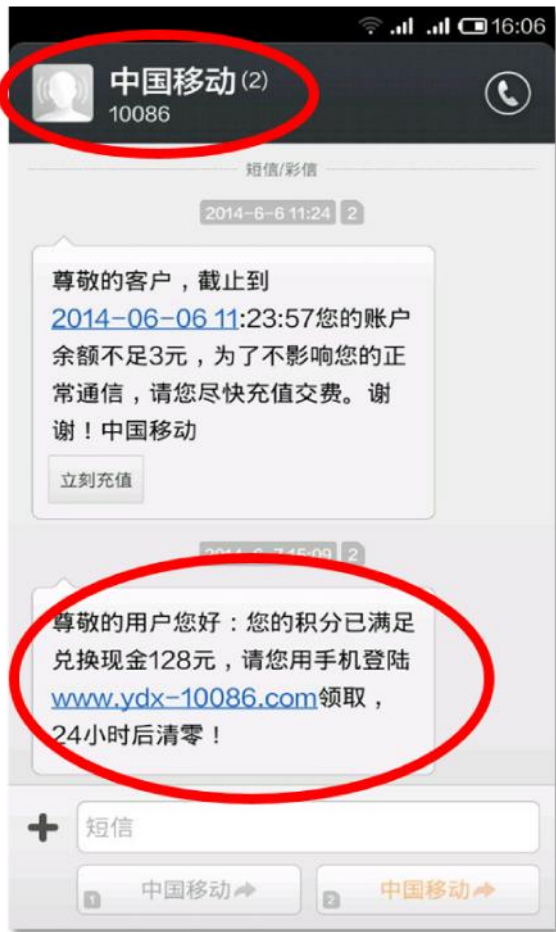 16:06
中国移动(2)
10086
短信/彩信
2014-6-6 11:24 2
尊敬的客户，截止到
2014-06-06 11:23:57您的账户
余额不足3元，为了不影响您的正
常通信，请您尽快充值交费。谢
谢！中国移动
立刻充值
2014-6-7 15:09 2
尊敬的用户您好：您的积分已满足
兑换现金128元，请您用手机登陆
www.ydx-10086.com领取，
24小时后清零！
短信
1 中国移动 2 中国移动